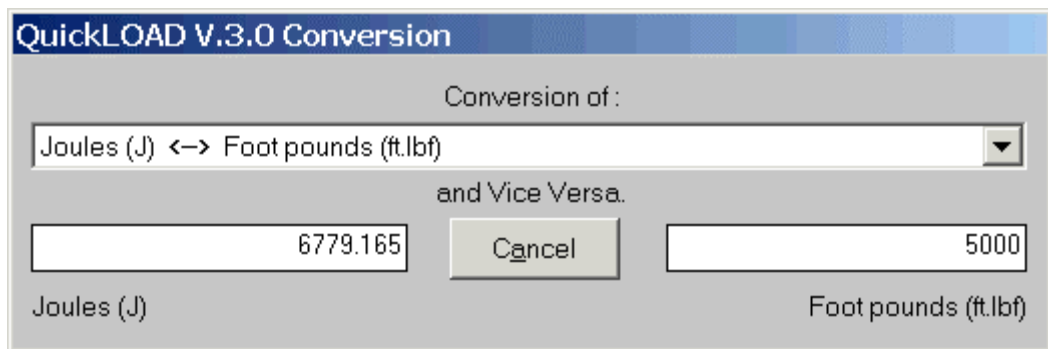 QuickLOAD V.3.0 Conversion
Conversion of :
Joules (J) <--> Foot pounds (ft.lbf)
and Vice Versa.
6779.165 Cancel 5000
Joules (J) Foot pounds (ft.lbf)